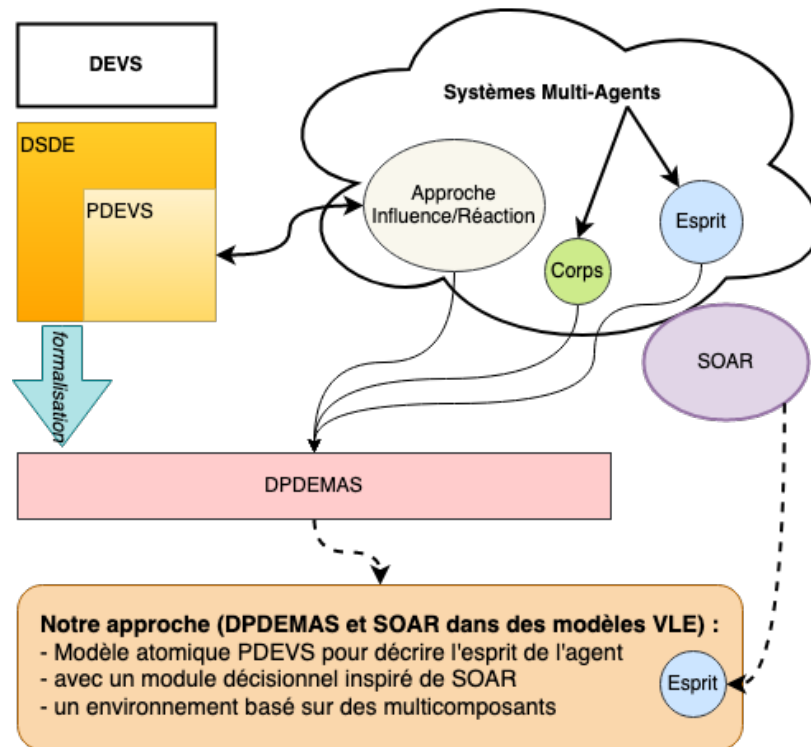 DEVS
Systèmes Multi-Agents
DSDE
PDEVS
Approche
Influence/Réaction
Esprit
Corps
SOAR
formalisation
DPDEMAS
Notre approche (DPDEMAS et SOAR dans des modèles VLE) :
- Modèle atomique PDEVS pour décrire l'esprit de l'agent
- avec un module décisionnel inspiré de SOAR
- un environnement basé sur des multicomposants
Esprit